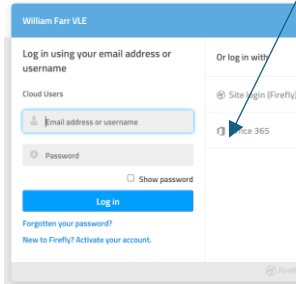 William Farr VLE
Log in using your email address or
username
Cloud Users
Email address or username
Password
Show password
Log in
Forgotten your password?
New to Firefly? Activate your account.
Or log in with
Site login (Firefly)
365
Firefly